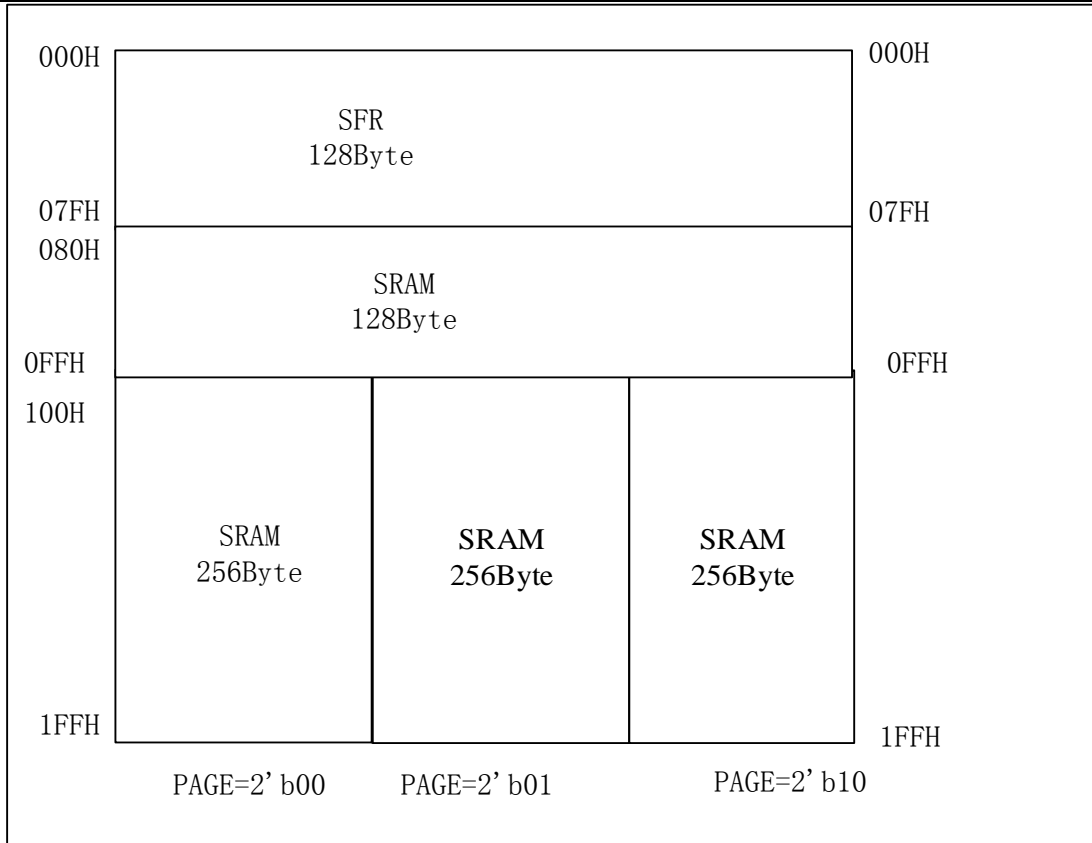 000H
000H
SFR
128Byte
07FH
07FH
080H
SRAM
128Byte
0FFH
0FFH
100H
SRAM
256Byte
SRAM
256Byte
SRAM
256Byte
1FFH
1FFH
PAGE=2'b00
PAGE=2'b01
PAGE=2'b10